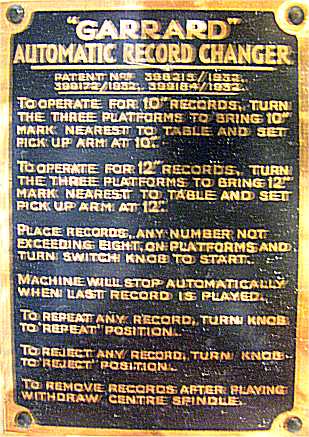 "GARRARD"
AUTOMATIC RECORD CHANGER
PATENT Nos 398215/1932.
399172/1932. 399184/1932.
TO OPERATE FOR 10" RECORDS, TURN
THE THREE PLATFORMS TO BRING 10"
MARK NEAREST TO TABLE AND SET
PICK UP ARM AT 10".
TO OPERATE FOR 12" RECORDS, TURN
THE THREE PLATFORMS TO BRING 12"
MARK NEAREST TO TABLE AND SET
PICK UP ARM AT 12".
PLACE RECORDS, ANY NUMBER NOT
EXCEEDING EIGHT, ON PLATFORMS AND
TURN SWITCH KNOB TO START.
MACHINE WILL STOP AUTOMATICALLY
WHEN LAST RECORD IS PLAYED.
TO REPEAT ANY RECORD, TURN KNOB
TO 'REPEAT' POSITION.
TO REJECT ANY RECORD, TURN KNOB
TO 'REJECT' POSITION.
TO REMOVE RECORDS AFTER PLAYING
WITHDRAW CENTRE SPINDLE.